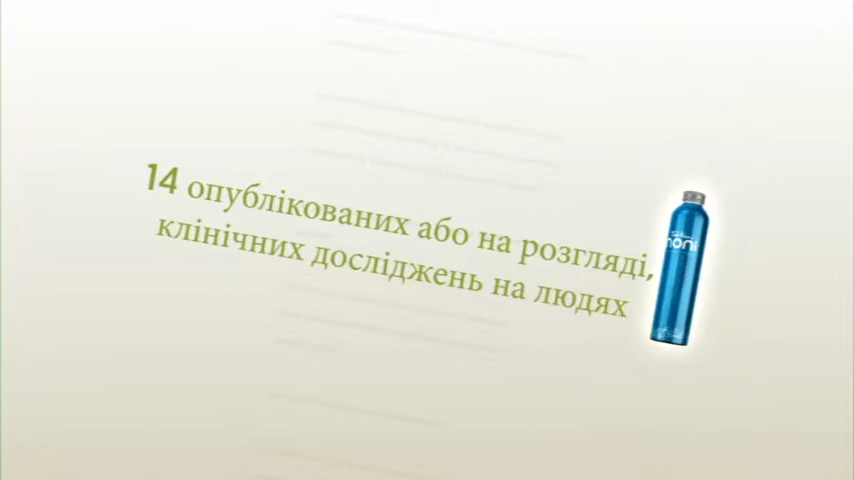 14 опублікованих або на розгляді,
клінічних досліджень на людях
noni